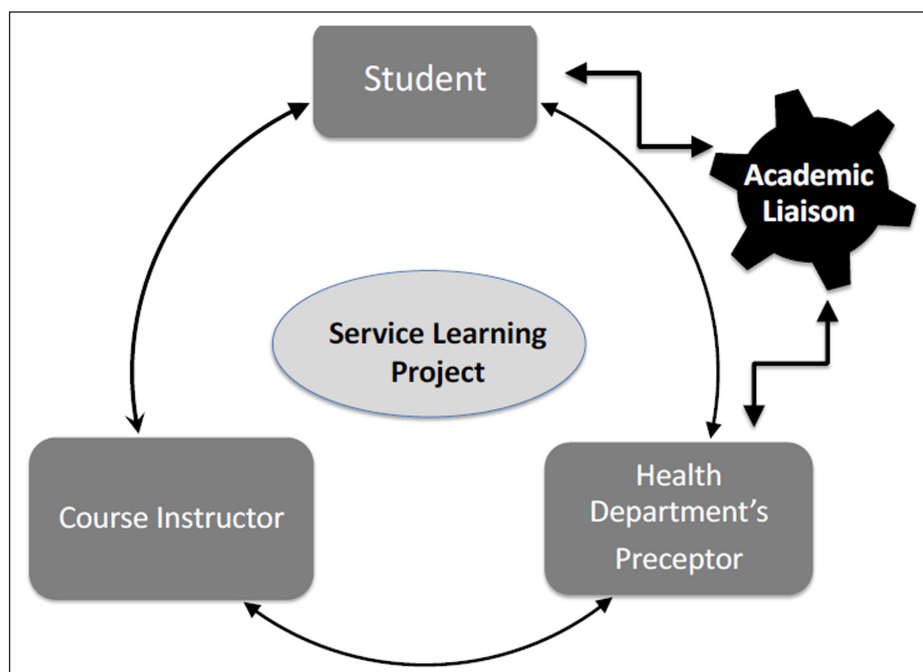 Student
Academic
Liaison
Service Learning
Project
Course Instructor
Health
Department’s
Preceptor